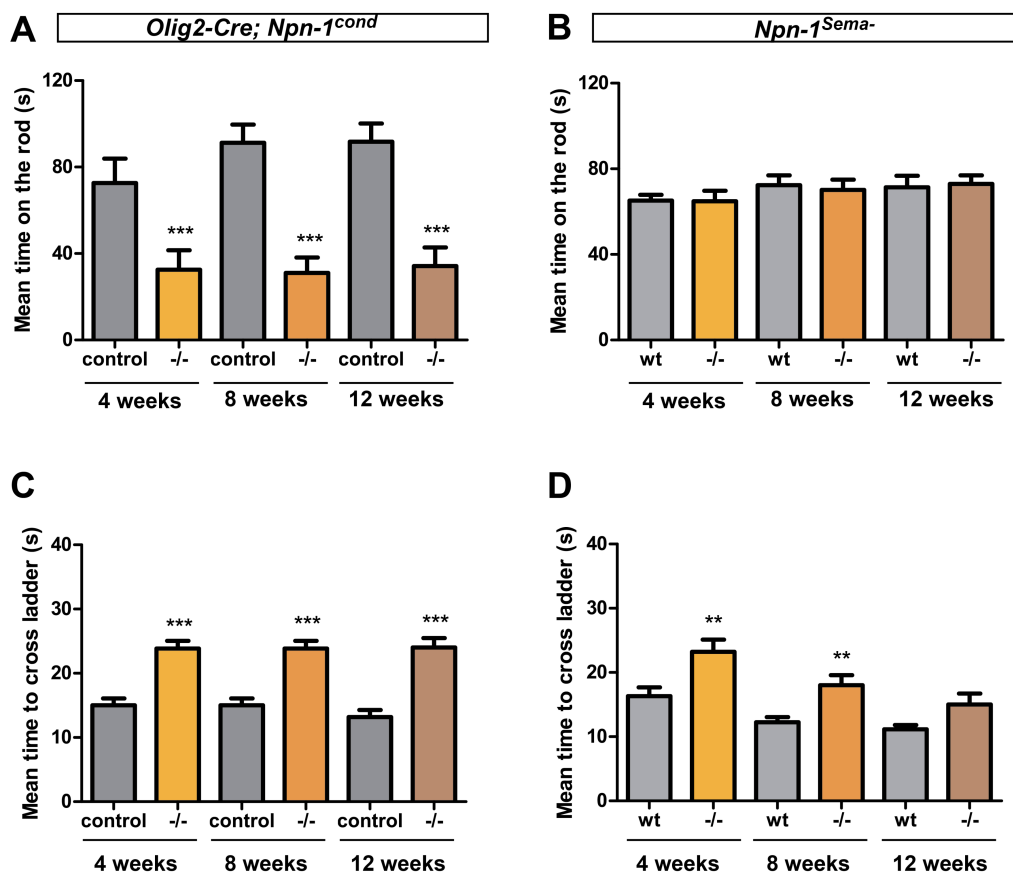 A
Olig2-Cre; Npn-1cond
Mean time on the rod (s)
120
80
40
0
***
***
***
control -/- control -/- control -/-
4 weeks 8 weeks 12 weeks
B
Npn-1Sema-
Mean time on the rod (s)
120
80
40
0
wt -/- wt -/- wt -/-
4 weeks 8 weeks 12 weeks
C
Mean time to cross ladder (s)
40
30
20
10
0
***
***
***
control -/- control -/- control -/-
4 weeks 8 weeks 12 weeks
D
Mean time to cross ladder (s)
40
30
20
10
0
**
**
wt -/- wt -/- wt -/-
4 weeks 8 weeks 12 weeks